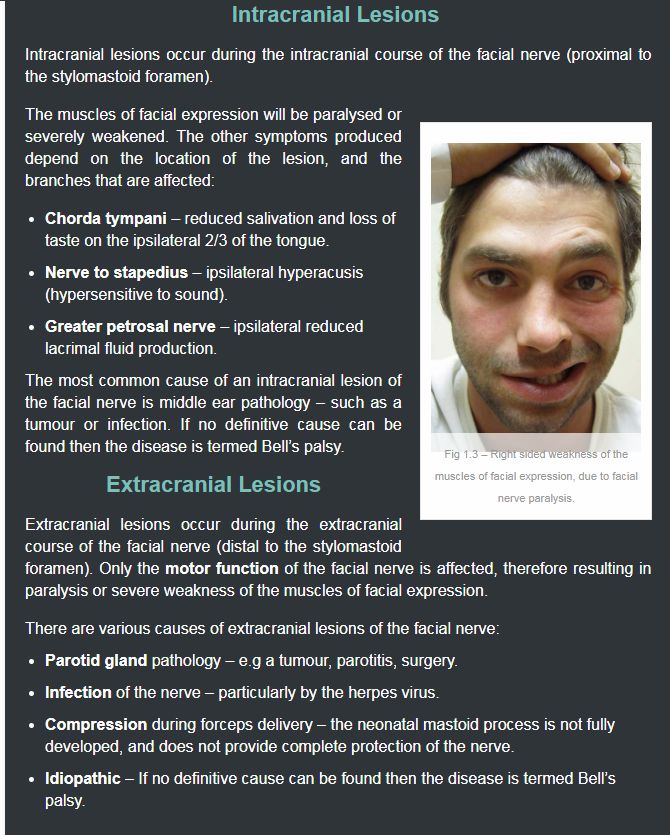 Intracranial Lesions
Intracranial lesions occur during the intracranial course of the facial nerve (proximal to
the stylomastoid foramen).
The muscles of facial expression will be paralysed or
severely weakened. The other symptoms produced
depend on the location of the lesion, and the
branches that are affected:
• Chorda tympani – reduced salivation and loss of
taste on the ipsilateral 2/3 of the tongue.
• Nerve to stapedius – ipsilateral hyperacusis
(hypersensitive to sound).
• Greater petrosal nerve – ipsilateral reduced
lacrimal fluid production.
The most common cause of an intracranial lesion of
the facial nerve is middle ear pathology – such as a
tumour or infection. If no definitive cause can be
found then the disease is termed Bell's palsy.
Fig 1.3 – Right sided weakness of the
muscles of facial expression, due to facial
nerve paralysis.
Extracranial Lesions
Extracranial lesions occur during the extracranial
course of the facial nerve (distal to the stylomastoid
foramen). Only the motor function of the facial nerve is affected, therefore resulting in
paralysis or severe weakness of the muscles of facial expression.
There are various causes of extracranial lesions of the facial nerve:
• Parotid gland pathology – e.g a tumour, parotitis, surgery.
• Infection of the nerve – particularly by the herpes virus.
• Compression during forceps delivery – the neonatal mastoid process is not fully
developed, and does not provide complete protection of the nerve.
• Idiopathic – If no definitive cause can be found then the disease is termed Bell's
palsy.